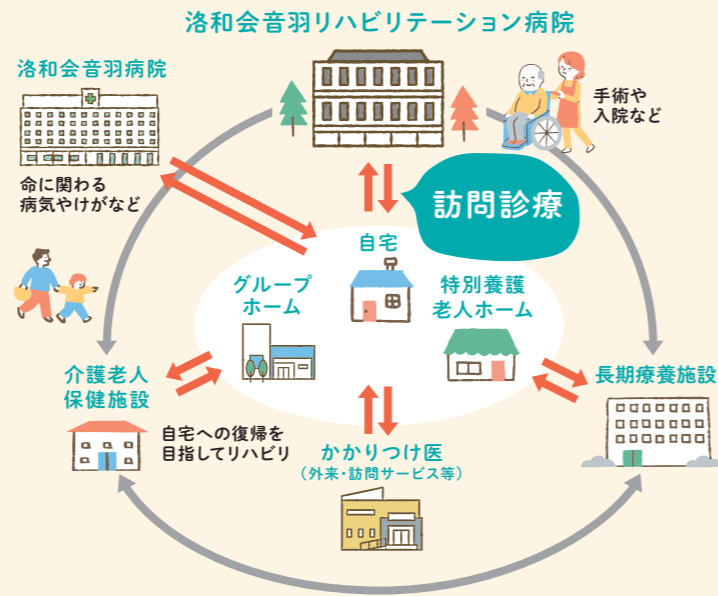 洛和会音羽リハビリテーション病院
洛和会音羽病院
手術や
入院など
命に関わる
病気やけがなど
訪問診療
自宅
グループ
ホーム
特別養護
老人ホーム
介護老人
保健施設
長期療養施設
自宅への復帰を
目指してリハビリ
かかりつけ医
（外来・訪問サービス等）